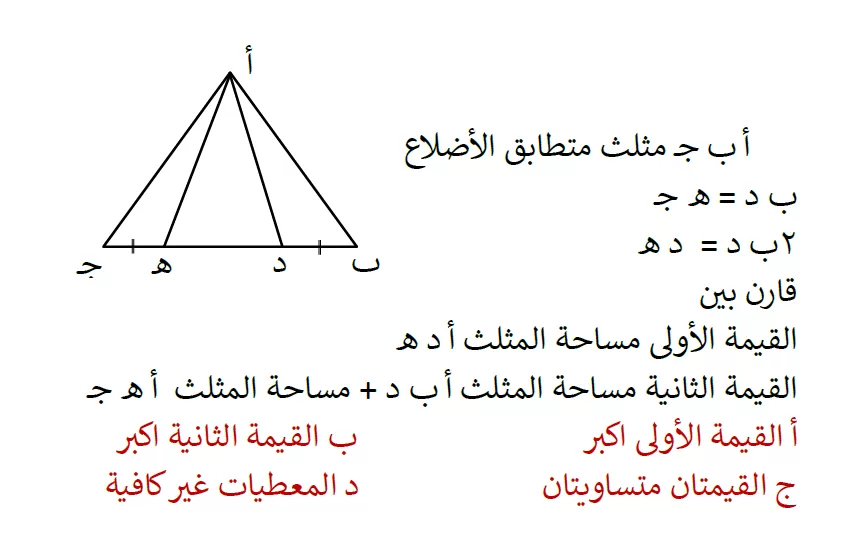 أ
أ ب جـ مثلث متطابق الأضلاع
ب د = هـ جـ
٢ب د = د هـ
ب
د
هـ
جـ
قارن بين
القيمة الأولى مساحة المثلث أ د هـ
القيمة الثانية مساحة المثلث أ ب د + مساحة المثلث أ هـ جـ
أ القيمة الأولى اكبر
ب القيمة الثانية اكبر
ج القيمتان متساويتان
د المعطيات غير كافية